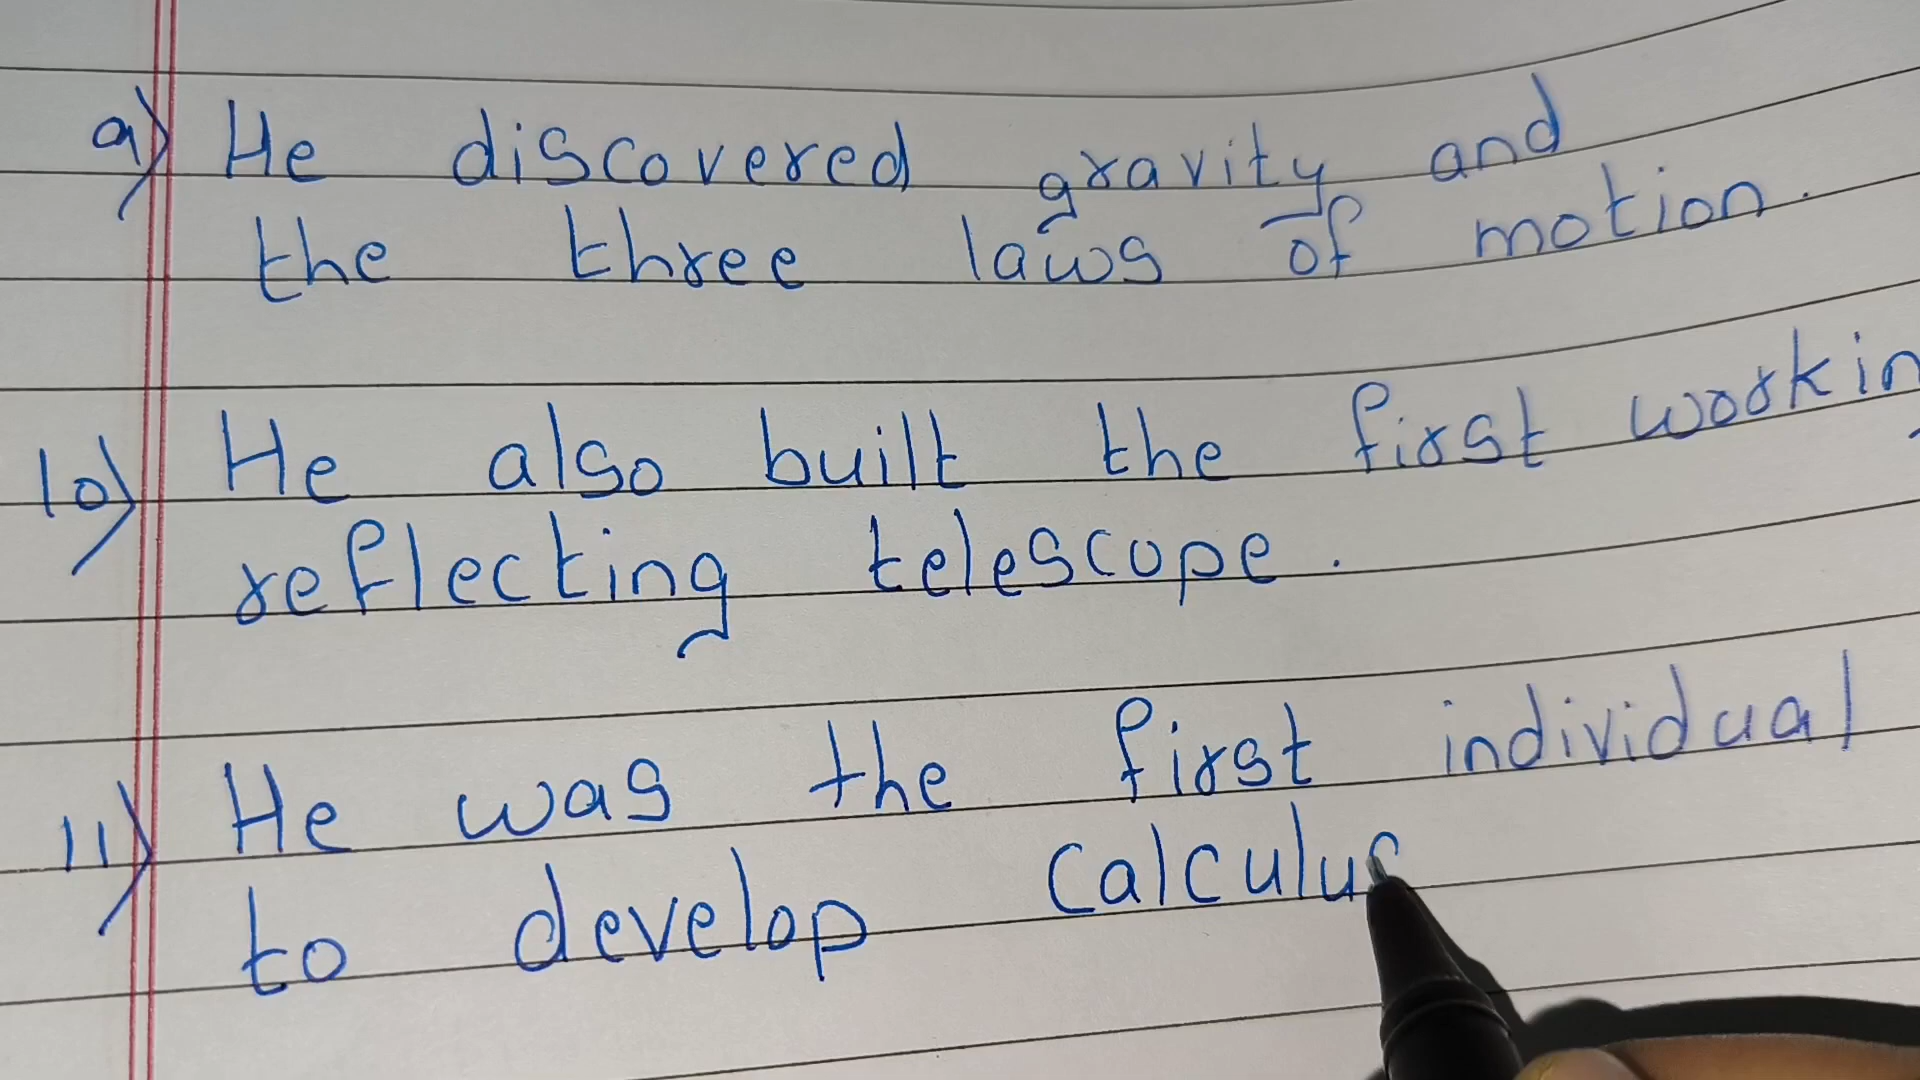 9) He discovered gravity and
the three laws of motion.
10) He also built the first workin
reflecting telescope.
11) He was the first individual
to develop calculus